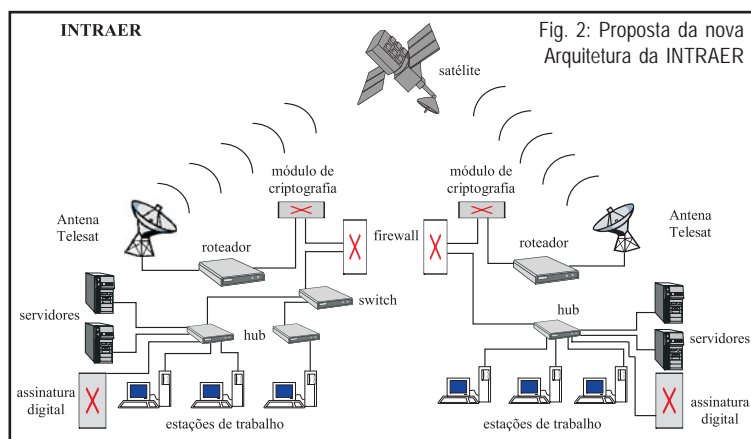 INTRAER
Fig. 2: Proposta da nova
Arquitetura da INTRAER
satélite
módulo de
criptografia
módulo de
criptografia
Antena
Telesat
roteador
firewall
roteador
Antena
Telesat
switch
servidores
hub
hub
servidores
assinatura
digital
estações de trabalho
estações de trabalho
assinatura
digital